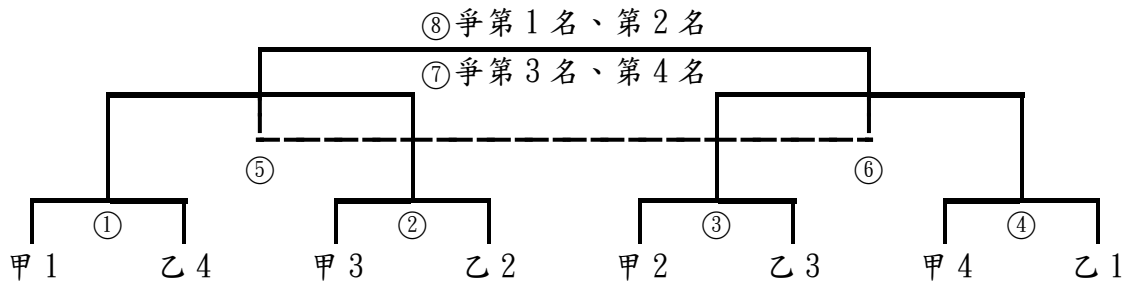 ⑧爭第1名、第2名
⑦爭第3名、第4名
⑤ ⑥
① ② ③ ④
甲1 乙4 甲3 乙2 甲2 乙3 甲4 乙1